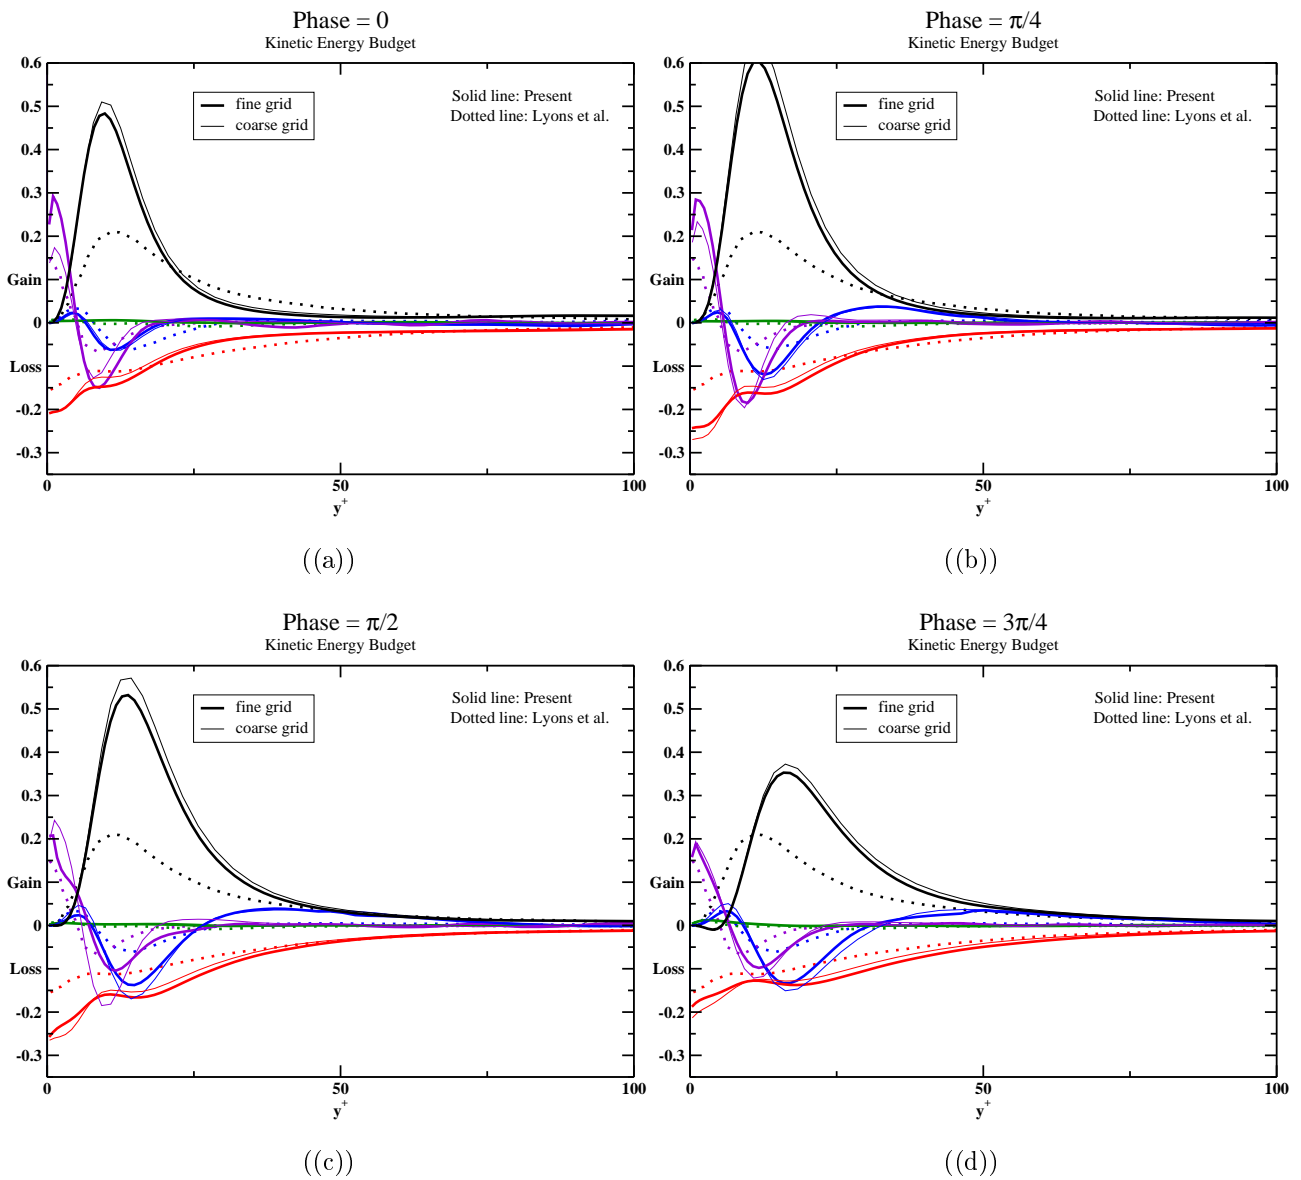 Phase = 0
Kinetic Energy Budget
0.6
0.5
0.4
0.3
0.2
Gain
0
Loss
-0.2
-0.3
fine grid
coarse grid
Solid line: Present
Dotted line: Lyons et al.
0
50
100
y+
((a))
Phase = π/4
Kinetic Energy Budget
0.6
0.5
0.4
0.3
0.2
Gain
0
Loss
-0.2
-0.3
fine grid
coarse grid
Solid line: Present
Dotted line: Lyons et al.
0
50
100
y+
((b))
Phase = π/2
Kinetic Energy Budget
0.6
0.5
0.4
0.3
0.2
Gain
0
Loss
-0.2
-0.3
fine grid
coarse grid
Solid line: Present
Dotted line: Lyons et al.
0
50
100
y+
((c))
Phase = 3π/4
Kinetic Energy Budget
0.6
0.5
0.4
0.3
0.2
Gain
0
Loss
-0.2
-0.3
fine grid
coarse grid
Solid line: Present
Dotted line: Lyons et al.
0
50
100
y+
((d))